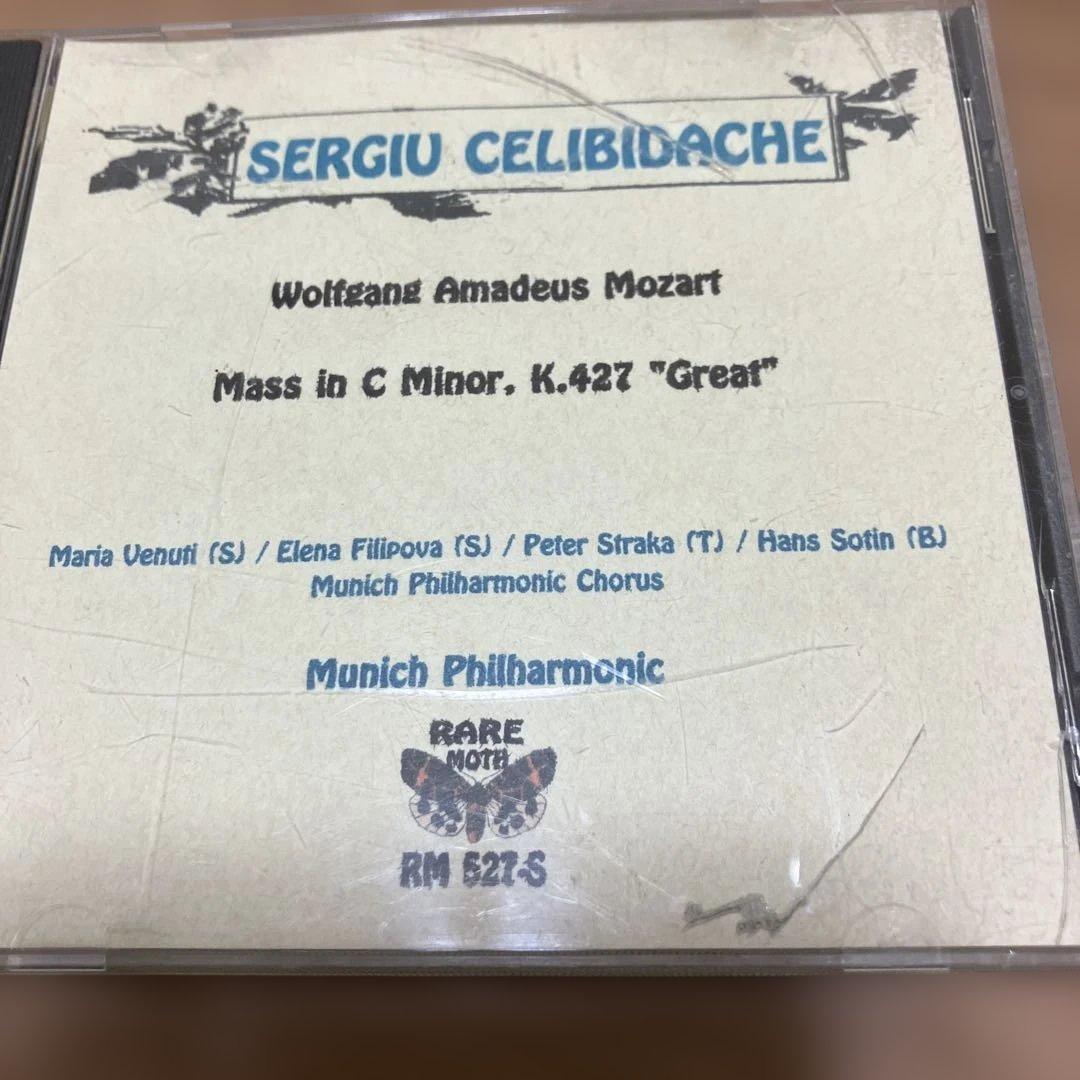 SERGIU CELIBIDACHE
Wolfgang Amadeus Mozart
Mass in C Minor, K.427 "Great"
Maria Venuti (S) / Elena Filipova (S) / Peter Straka (T) / Hans Sotin (B)
Munich Philharmonic Chorus
Munich Philharmonic
RARE
MOTH
RM 527-S